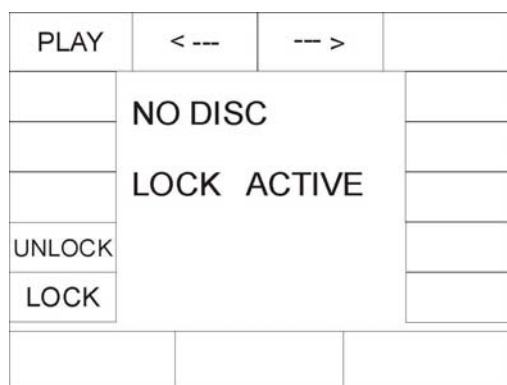 PLAY < --- --- >
NO DISC
LOCK ACTIVE
UNLOCK
LOCK